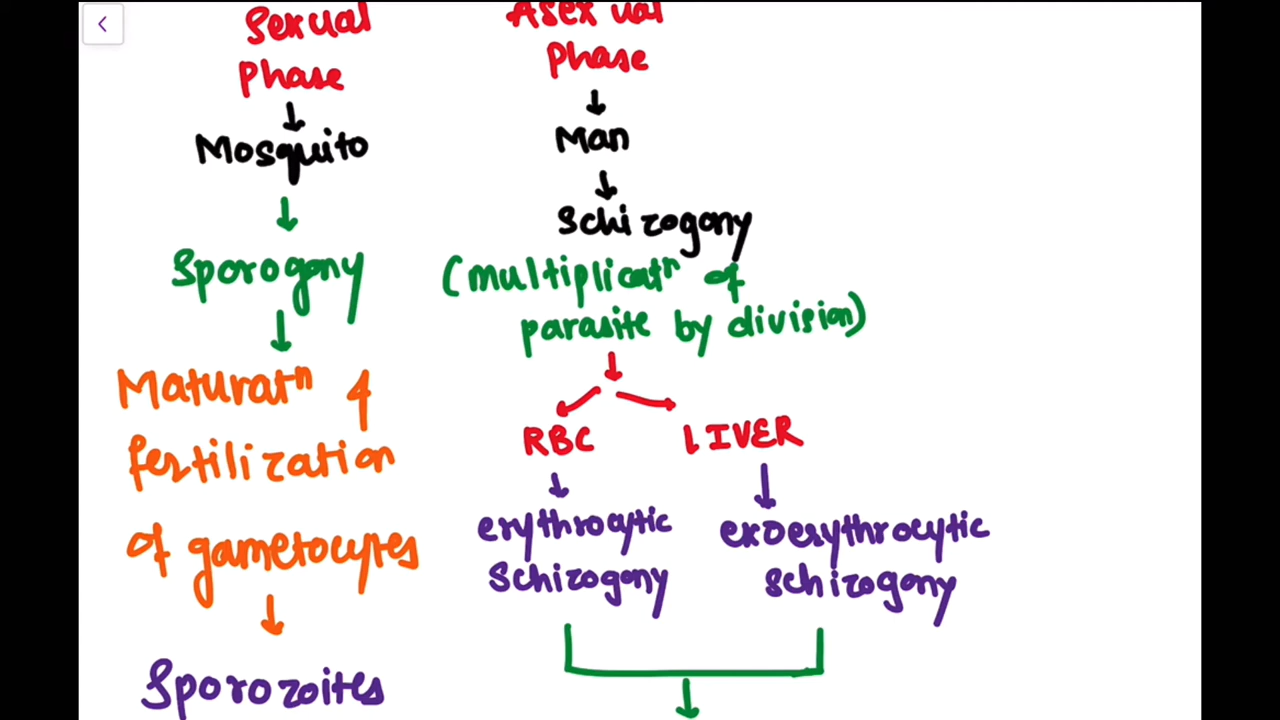 Sexual
Phase
Mosquito
Sporogony
Maturatⁿ &
fertilization
of gametocytes
Sporozoites
Asexual
Phase
Man
Schizogony
(multiplicatⁿ of
parasite by division)
RBC LIVER
erythrocytic
schizogony
exoerythrocytic
schizogony